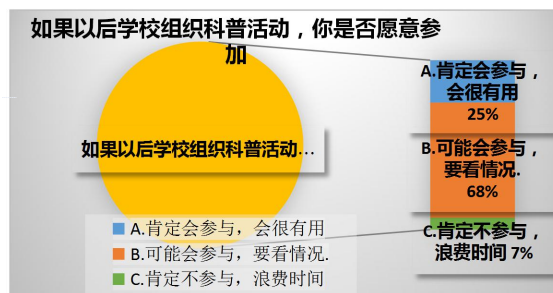 如果以后学校组织科普活动，你是否愿意参
加
A.肯定会参与，
会很有用
25%
如果以后学校组织科普活动…
B.可能会参与，
要看情况.
68%
C.肯定不参与，
浪费时间 7%
A.肯定会参与，会很有用
B.可能会参与，要看情况.
C.肯定不参与，浪费时间